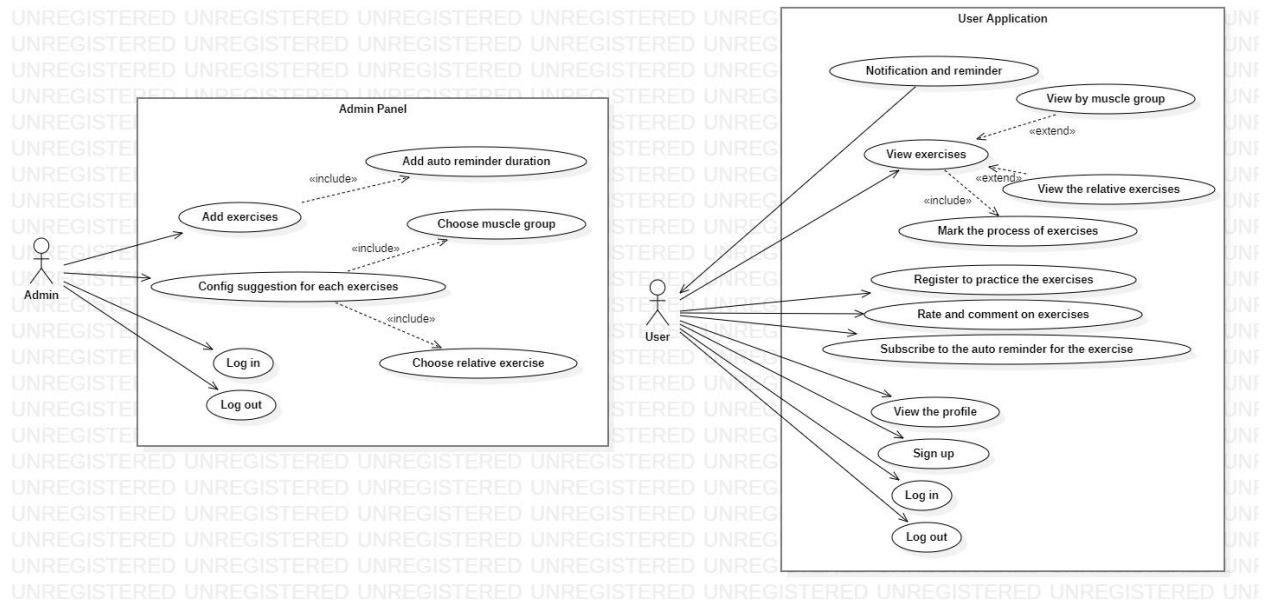 Admin Panel
Add auto reminder duration
«include»
Add exercises
Choose muscle group
«include»
Admin
Config suggestion for each exercises
«include»
Choose relative exercise
Log in
Log out
User Application
Notification and reminder
View by muscle group
«extend»
View exercises
«extend»
View the relative exercises
«include»
Mark the process of exercises
User
Register to practice the exercises
Rate and comment on exercises
Subscribe to the auto reminder for the exercise
View the profile
Sign up
Log in
Log out
UNREGISTERED UNREGISTERED UNREGISTERED UNREGISTERED UNREGISTERED UNREGISTERED UNREGISTERED UNR